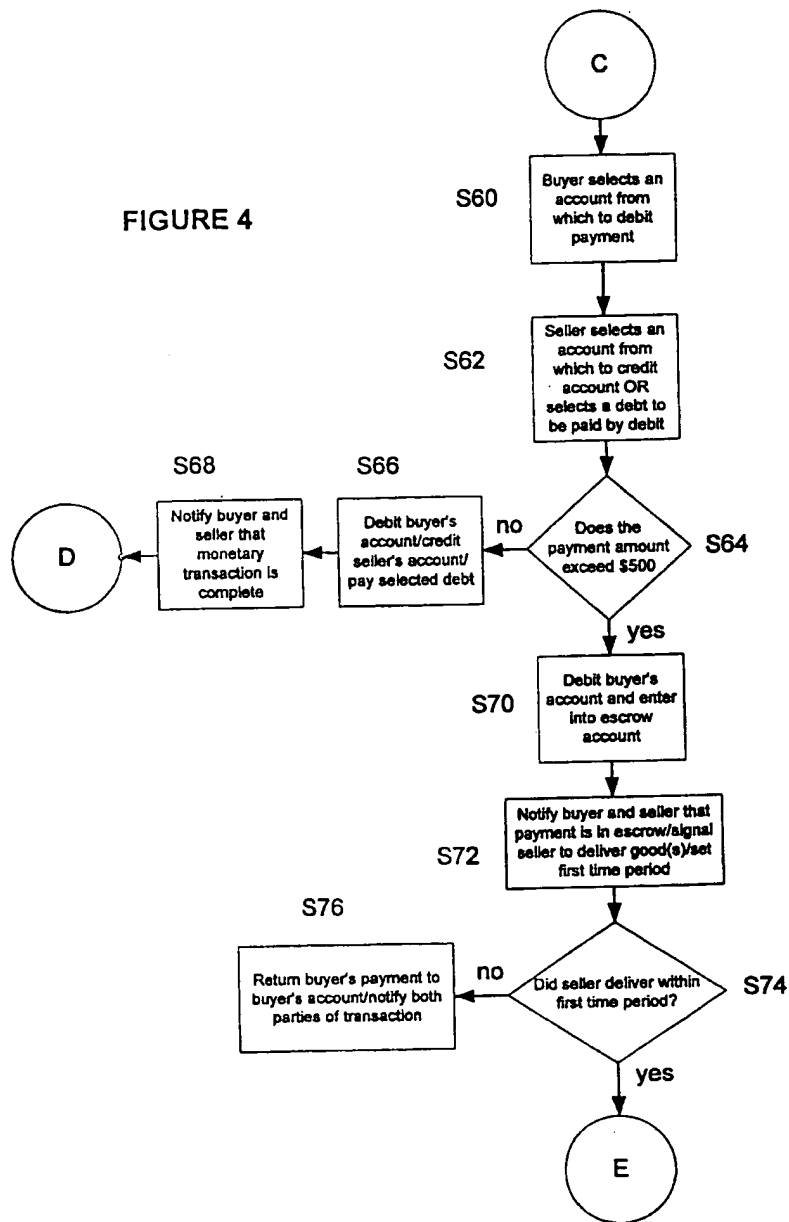 C
S60
Buyer selects an
account from
which to debit
payment
FIGURE 4
S62
Seller selects an
account from
which to credit
account OR
selects a debt to
be paid by debit
S68
S66
D
Notify buyer and
seller that
monetary
transaction is
complete
Debit buyer's
account/credit
seller's account/
pay selected debt
no
Does the
payment amount
exceed $500
S64
yes
S70
Debit buyer's
account and enter
into escrow
account
S72
Notify buyer and seller that
payment is in escrow/signal
seller to deliver good(s)/set
first time period
S76
Return buyer's payment to
buyer's account/notify both
parties of transaction
no
Did seller deliver within
first time period?
S74
yes
E